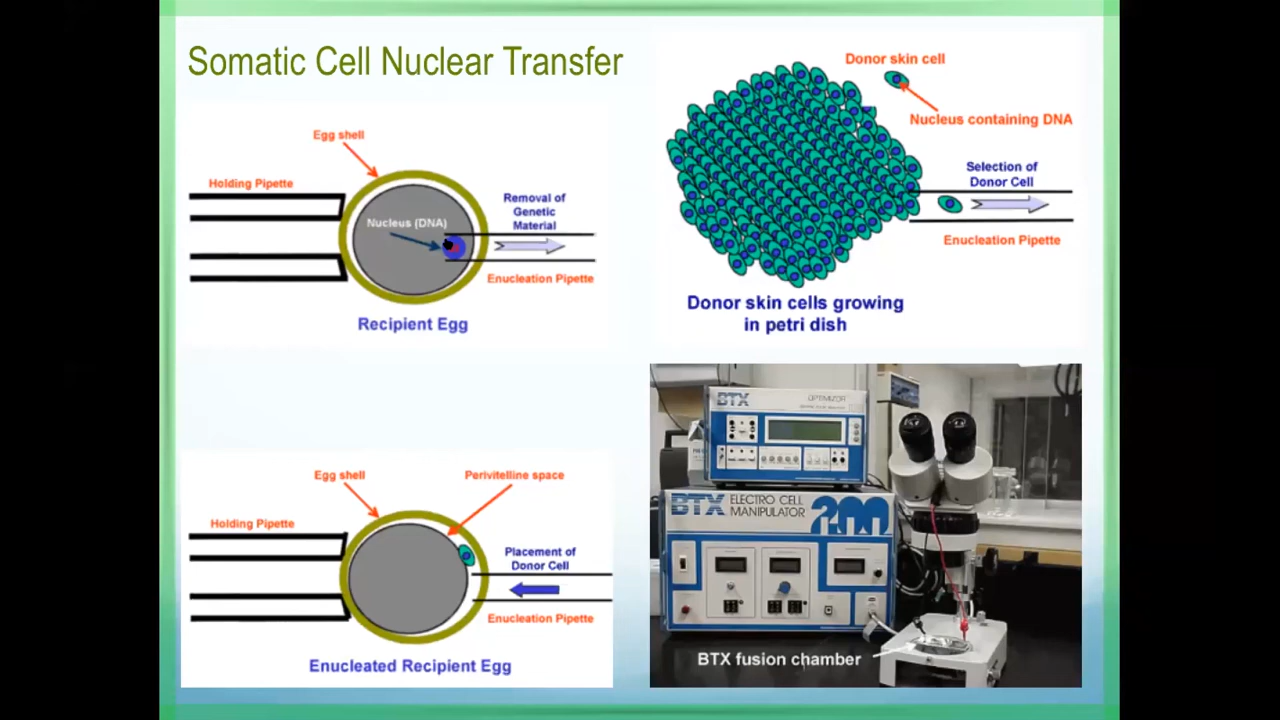 Somatic Cell Nuclear Transfer
Egg shell
Holding Pipette
Nucleus (DNA)
Removal of
Genetic
Material
Enucleation Pipette
Recipient Egg
Donor skin cell
Nucleus containing DNA
Selection of
Donor Cell
Enucleation Pipette
Donor skin cells growing
in petri dish
Egg shell
Perivitelline space
Holding Pipette
Placement of
Donor Cell
Enucleation Pipette
Enucleated Recipient Egg
BTX
OPTIMIZOR
BTX
ELECTRO CELL
MANIPULATOR
200
BTX fusion chamber